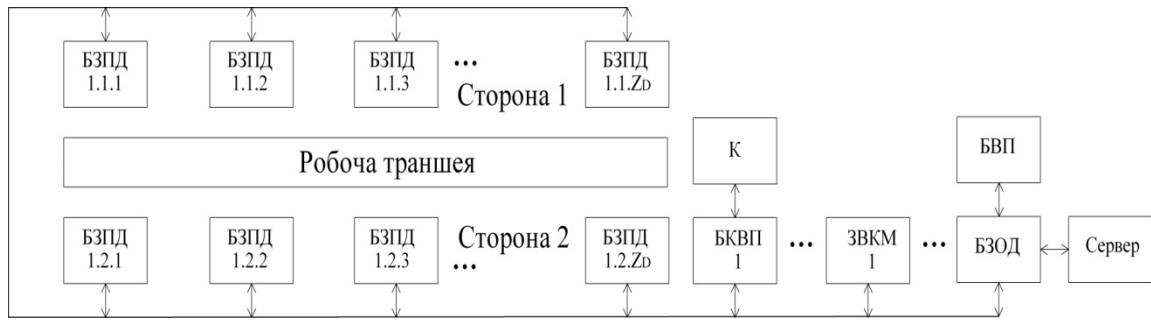 БЗПД
1.1.1
БЗПД
1.1.2
БЗПД
1.1.3
...
БЗПД
1.1.ZD
Сторона 1
Робоча траншея
К
БВП
БЗПД
1.2.1
БЗПД
1.2.2
БЗПД
1.2.3
Сторона 2
...
БЗПД
1.2.ZD
БКВП
1
...
ЗВКМ
1
...
БЗОД
Сервер